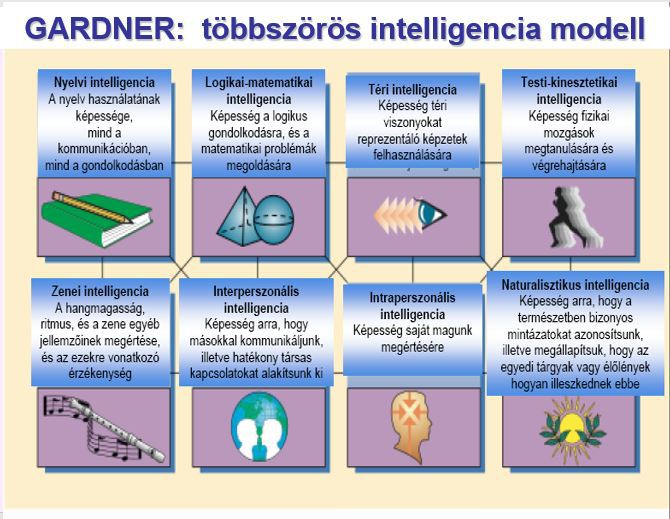 GARDNER: többszörös intelligencia modell
Nyelvi intelligencia
A nyelv használatának
képessége,
mind a
kommunikációban,
mind a gondolkodásban
Logikai-matematikai
intelligencia
Képesség a logikus
gondolkodásra, és a
matematikai problémák
megoldására
Téri intelligencia
Képesség téri
viszonyokat
reprezentáló képzetek
felhasználására
Testi-kinesztetikai
intelligencia
Képesség fizikai
mozgások
megtanulására és
végrehajtására
Zenei intelligencia
A hangmagasság,
ritmus, és a zene egyéb
jellemzőinek megértése,
és az ezekre vonatkozó
érzékenység
Interperszonális
intelligencia
Képesség arra, hogy
másokkal kommunikáljunk,
illetve hatékony társas
kapcsolatokat alakítsunk ki
Intraperszonális
intelligencia
Képesség saját magunk
megértésére
Naturalisztikus intelligencia
Képesség arra, hogy a
természetben bizonyos
mintázatokat azonosítsunk,
illetve megállapítsuk, hogy az
egyedi tárgyak vagy élőlények
hogyan illeszkednek ebbe